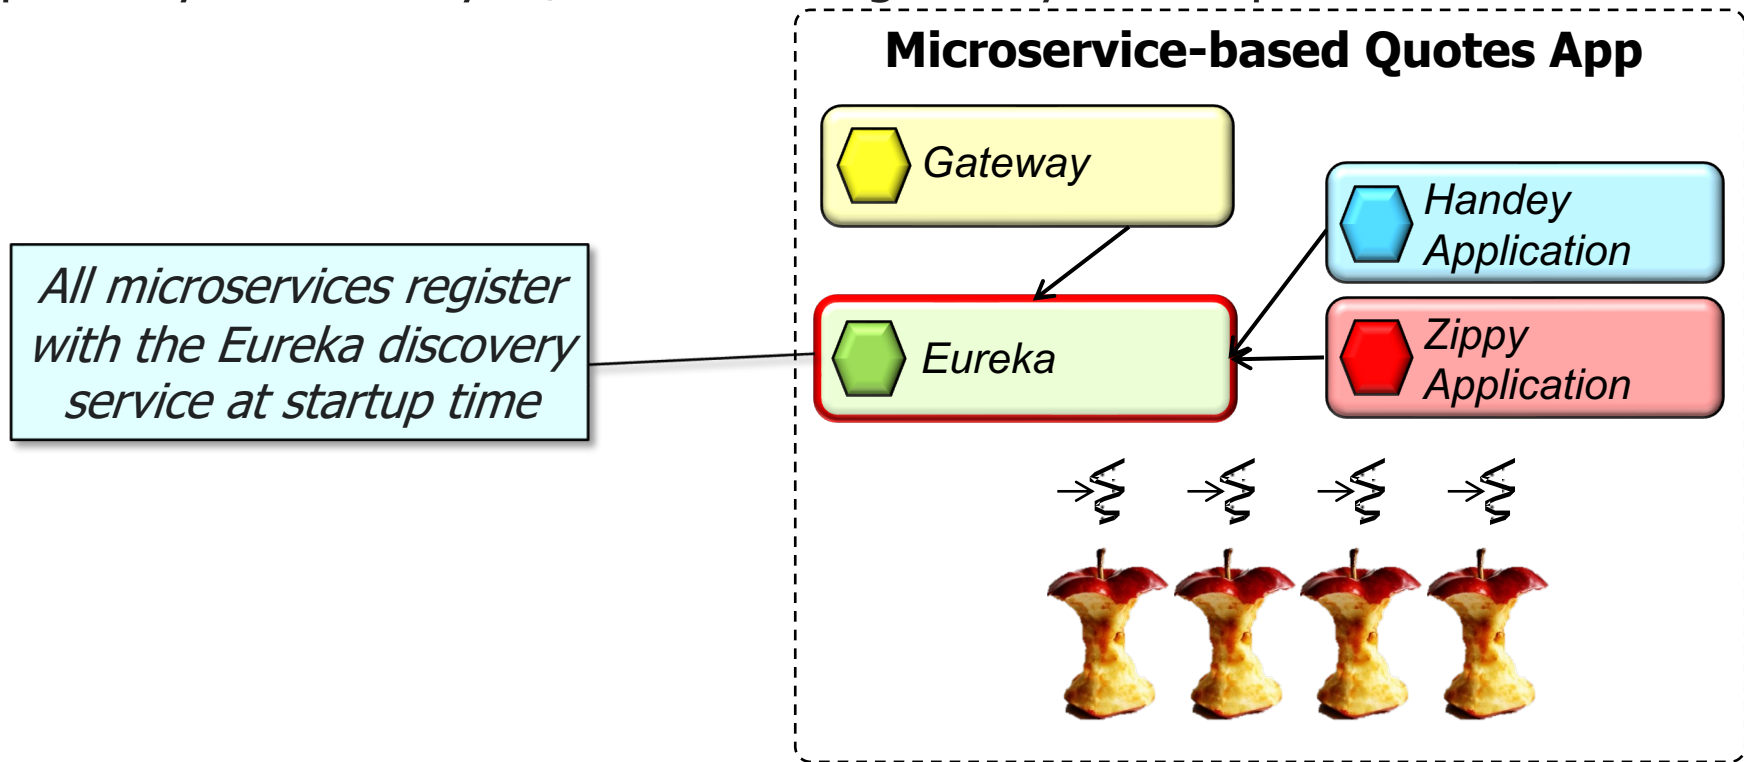 Microservice-based Quotes App
Gateway
Handey
Application
All microservices register
with the Eureka discovery
service at startup time
Eureka
Zippy
Application